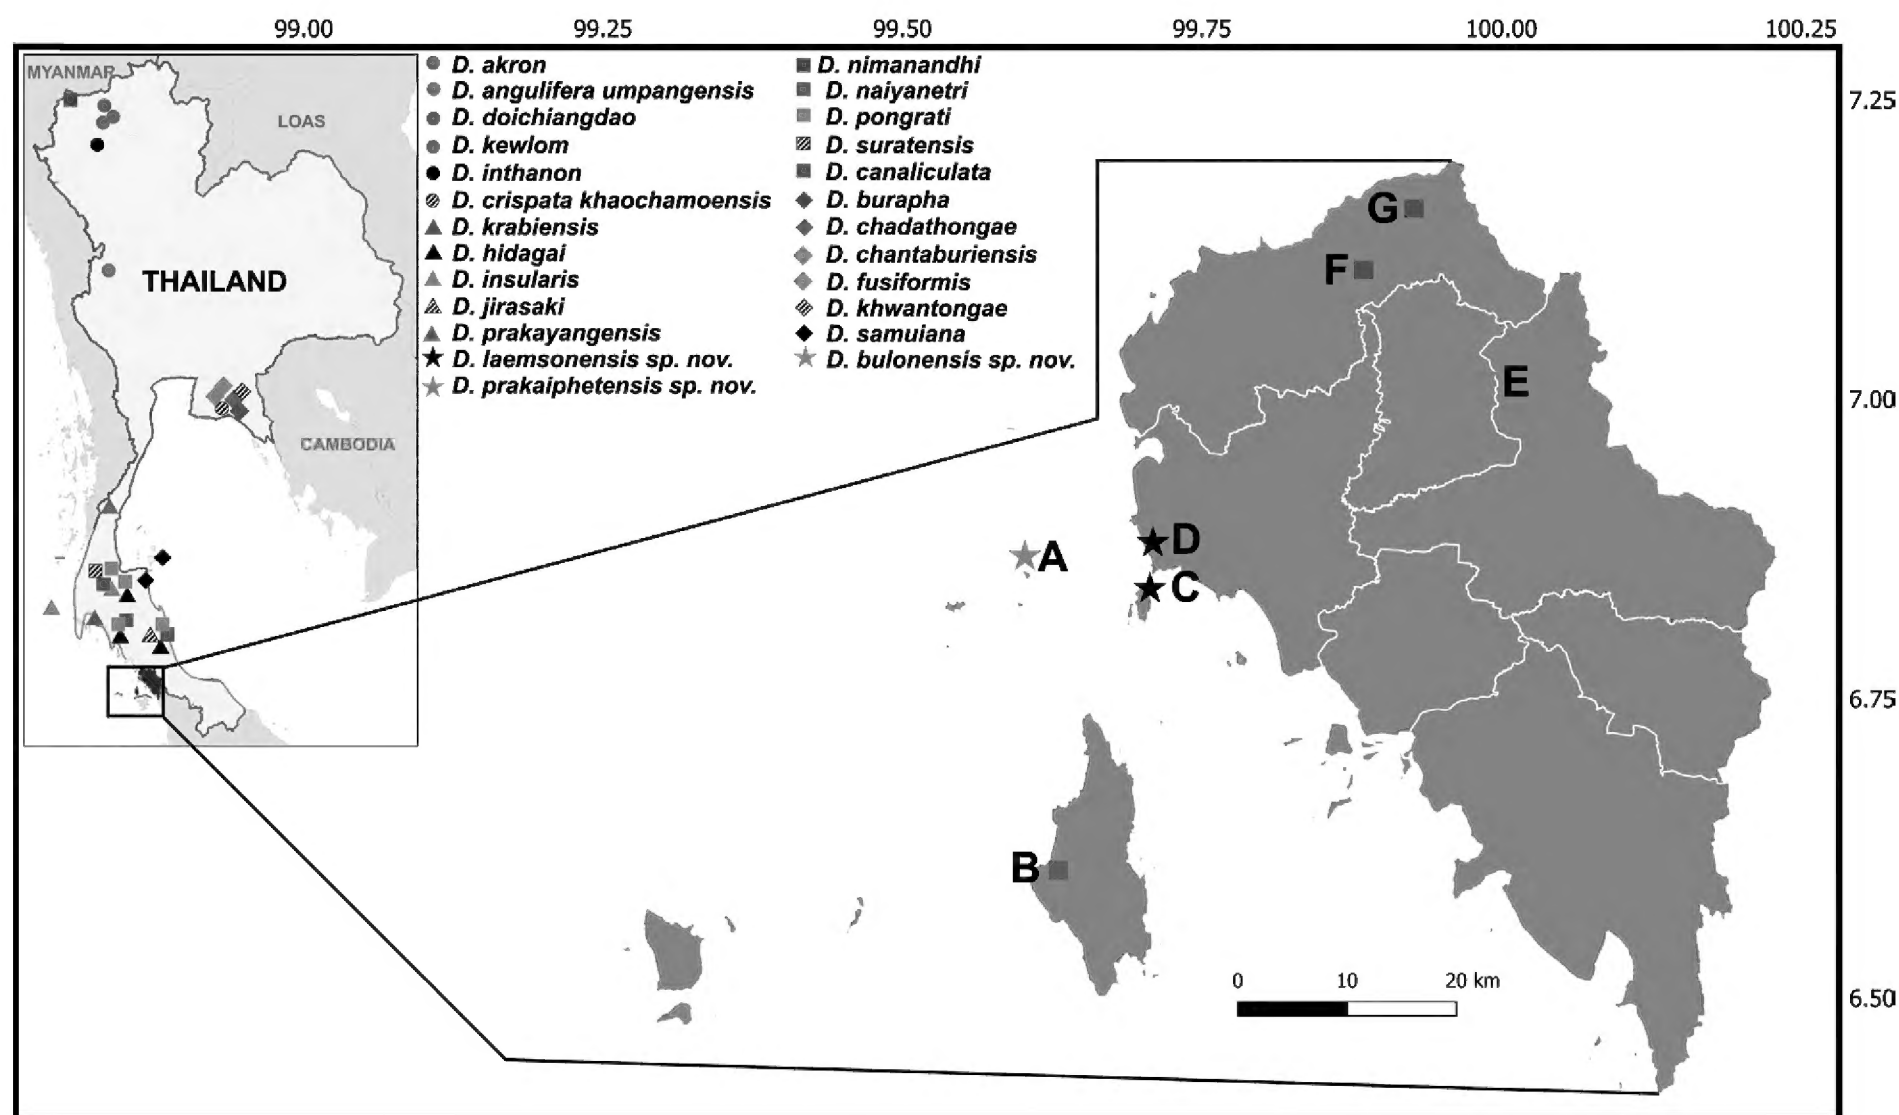 99.00 99.25 99.50 99.75 100.00 100.25
MYANMAR
LOAS
THAILAND
CAMBODIA
D. akron
D. angulifera umpangensis
D. doichiangdao
D. kewlom
D. inthanon
D. crispata khaochamoensis
D. krabiensis
D. hidagai
D. insularis
D. jirasaki
D. prakayangensis
D. laemsonensis sp. nov.
D. prakaiphetensis sp. nov.
D. nimanandhi
D. naiyanetri
D. pongrati
D. suratensis
D. canaliculata
D. burapha
D. chadathongae
D. chantaburiensis
D. fusiformis
D. khwantongae
D. samuiana
D. bulonensis sp. nov.
7.25
G
F
E
7.00
D
A
C
6.75
B
0 10 20 km
6.50